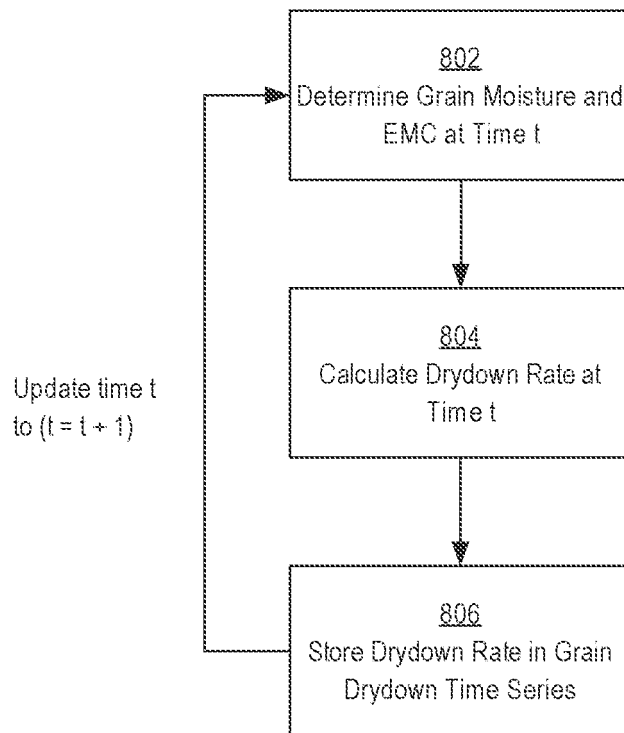 802
Determine Grain Moisture and
EMC at Time t
804
Calculate Drydown Rate at
Time t
Update time t
to (t = t + 1)
806
Store Drydown Rate in Grain
Drydown Time Series